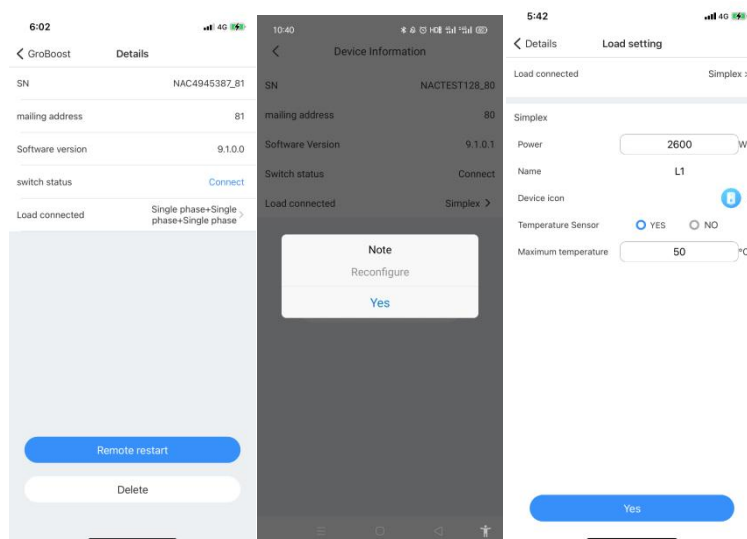 6:02
4G
GroBoost
Details
SN
NAC4945387_81
mailing address
81
Software version
9.1.0.0
switch status
Connect
Load connected
Single phase+Single
phase+Single phase
Remote restart
Delete
10:40
Device Information
SN
NACTEST128_80
mailing address
80
Software Version
9.1.0.1
Switch status
Connect
Load connected
Simplex
Note
Reconfigure
Yes
5:42
4G
Details
Load setting
Load connected
Simplex
Simplex
Power
2600
W
Name
L1
Device icon
Temperature Sensor
YES
NO
Maximum temperature
50
°C
Yes